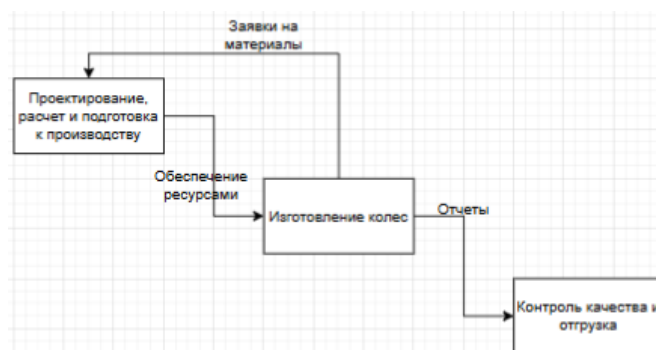 Заявки на
материалы
Проектирование,
расчет и подготовка
к производству
Обеспечение
ресурсами
Изготовление колес
Отчеты
Контроль качества и
отгрузка